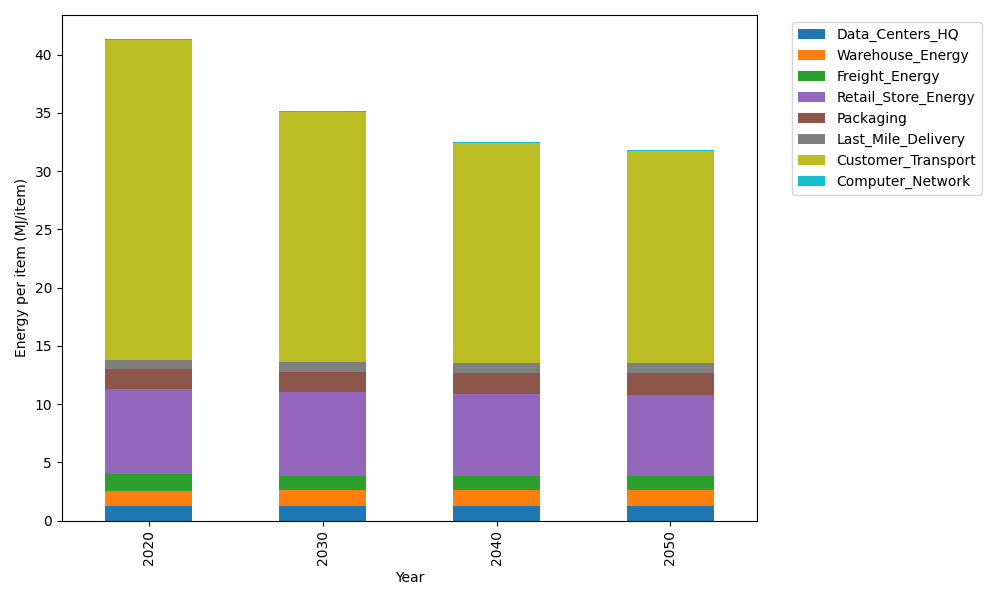 40
35
30
25
20
15
10
5
0
Energy per item (MJ/item)
2020
2030
2040
2050
Year
Data_Centers_HQ
Warehouse_Energy
Freight_Energy
Retail_Store_Energy
Packaging
Last_Mile_Delivery
Customer_Transport
Computer_Network